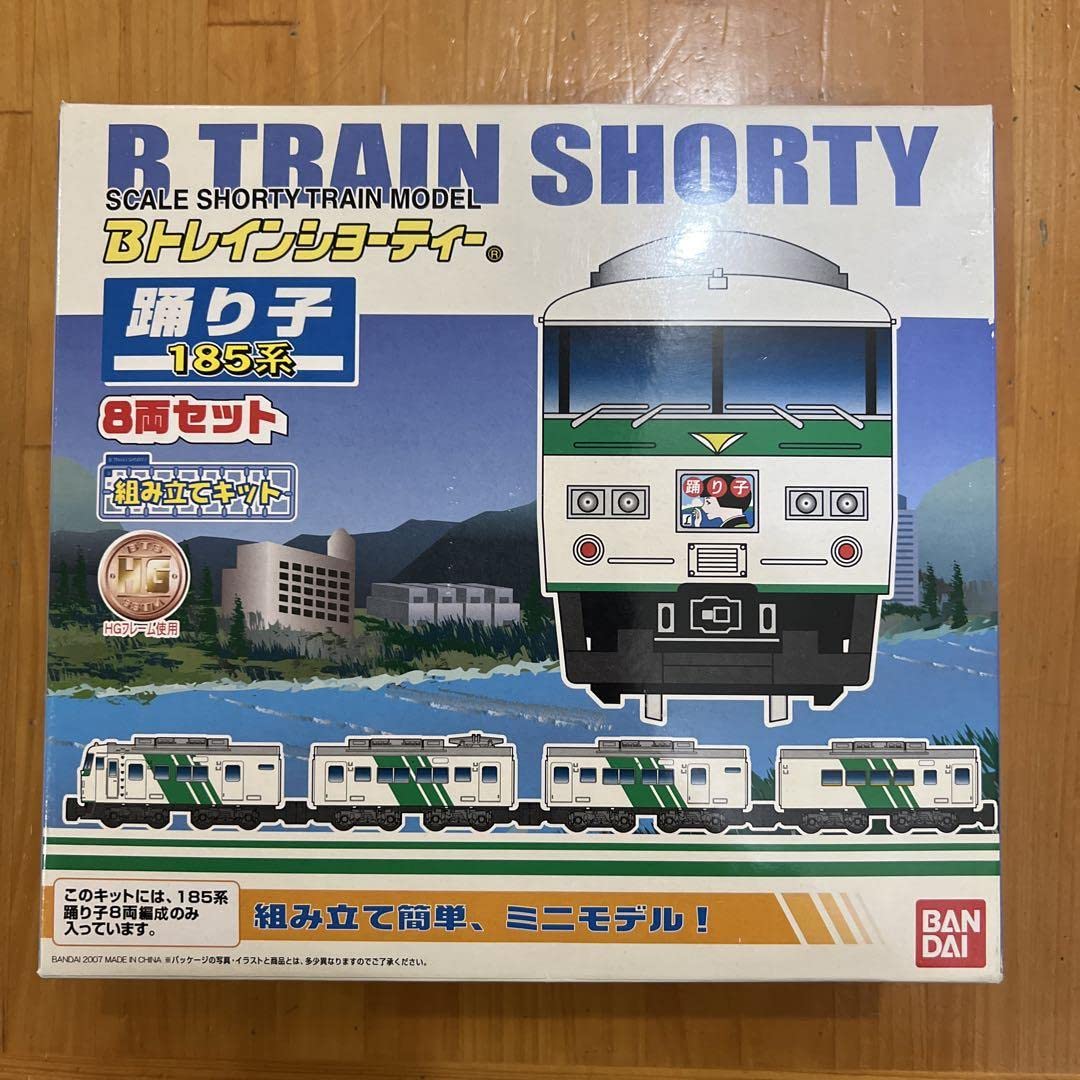 B TRAIN SHORTY
SCALE SHORTY TRAIN MODEL
Bトレインショーティー®
踊り子
185系
8両セット
B TRAIN SHORTY
組み立てキット
HG
HGフレーム使用
踊り子
このキットには、185系
踊り子8両編成のみ
入っています。
組み立て簡単、ミニモデル!
BAN
DAI
BANDAI 2007 MADE IN CHINA ※パッケージの写真・イラストと商品とは、多少異なりますのでご了承ください。